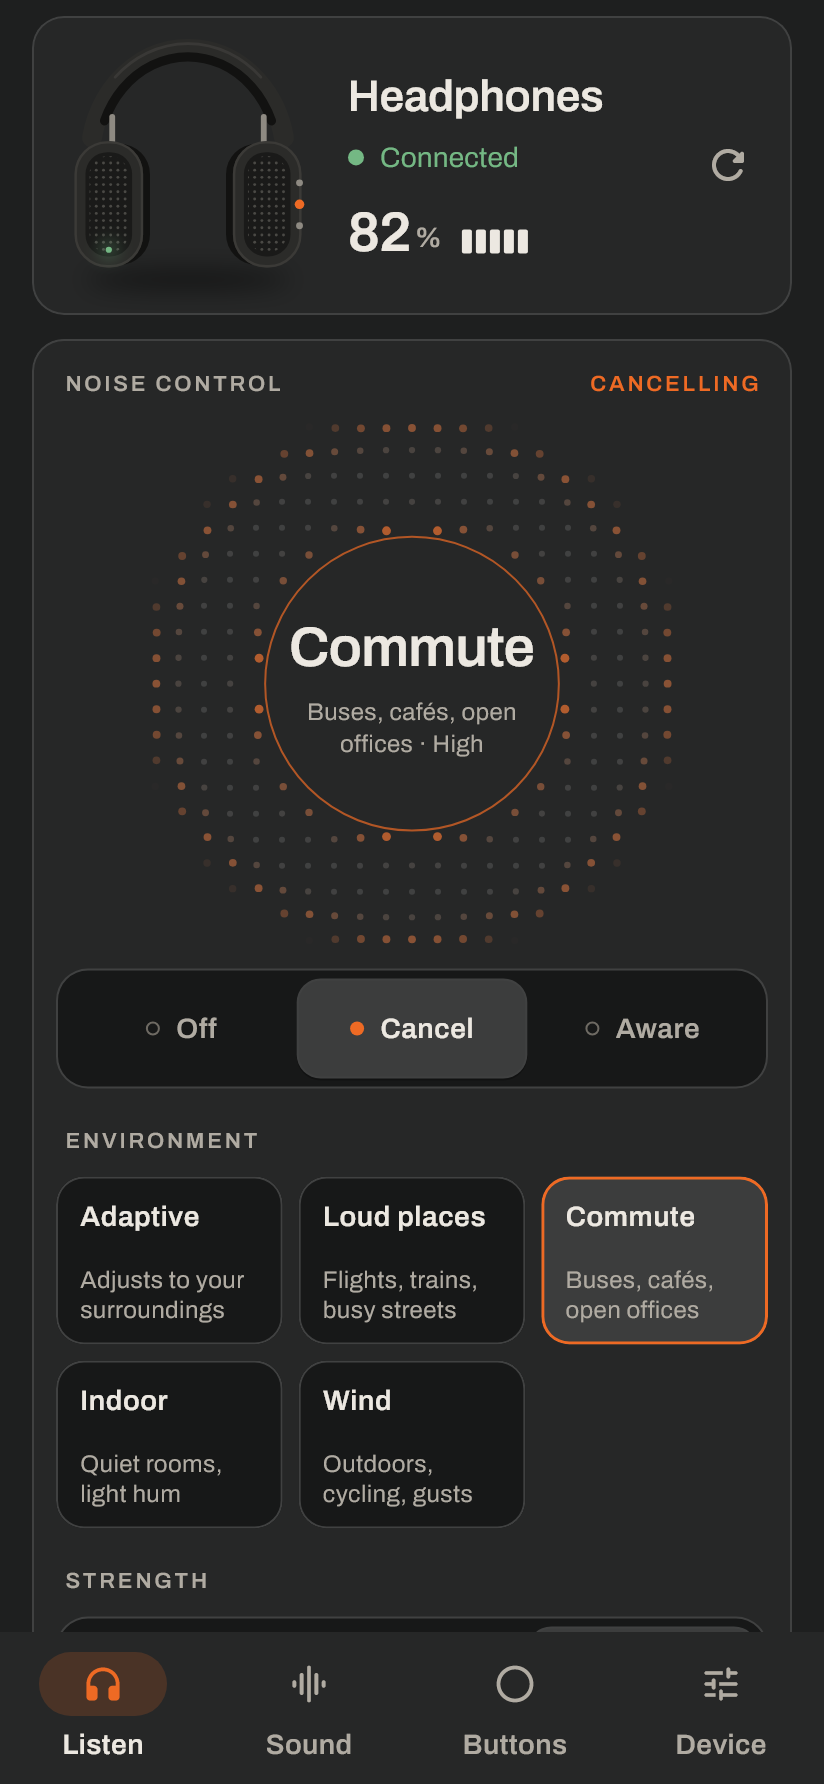 Headphones
Connected
82 %
NOISE CONTROL
CANCELLING
Commute
Buses, cafés, open
offices · High
Off
Cancel
Aware
ENVIRONMENT
Adaptive
Adjusts to your
surroundings
Loud places
Flights, trains,
busy streets
Commute
Buses, cafés,
open offices
Indoor
Quiet rooms,
light hum
Wind
Outdoors,
cycling, gusts
STRENGTH
Listen
Sound
Buttons
Device